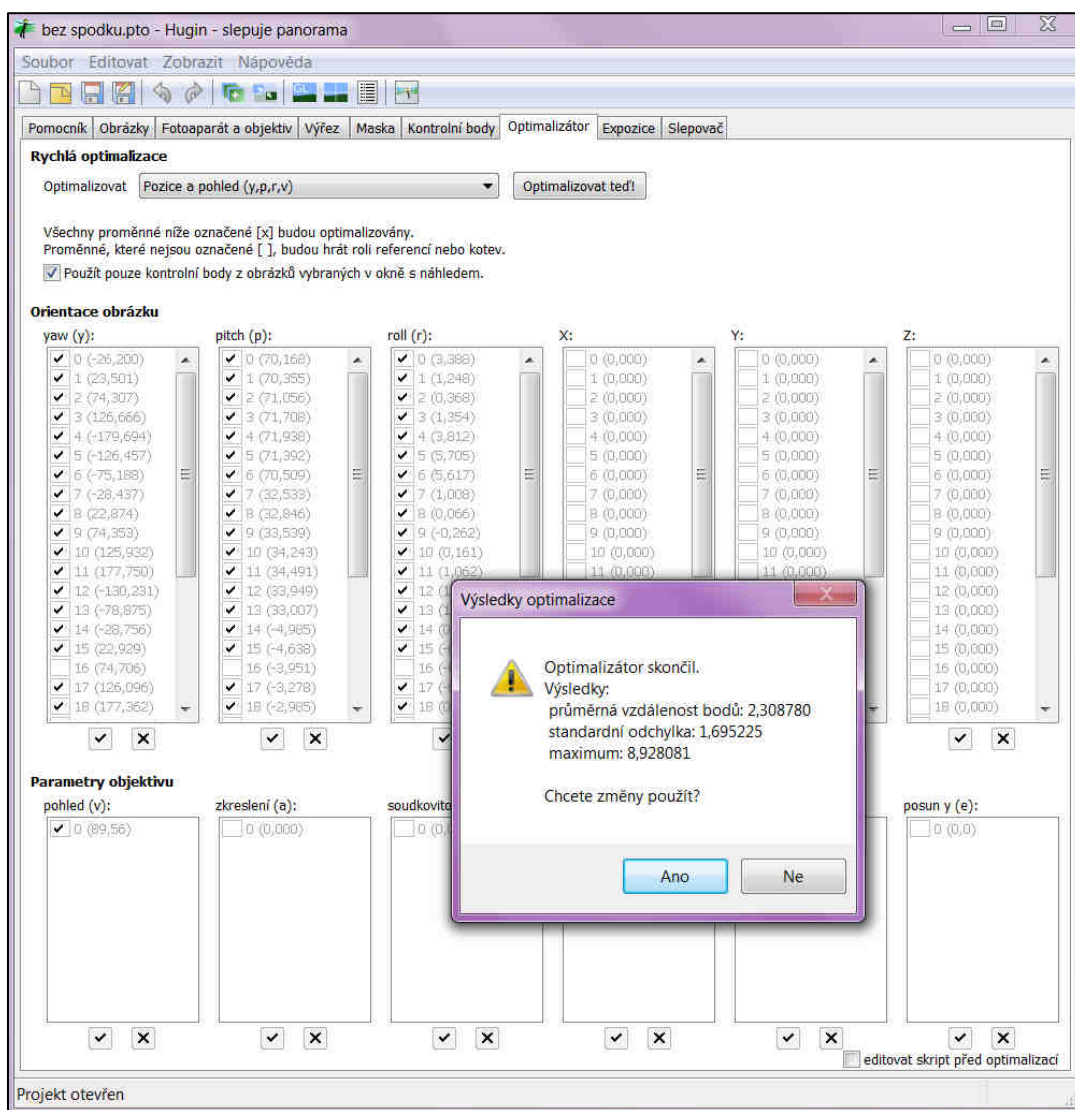 bez spodku.pto - Hugin - slepuje panorama
Soubor Editovat Zobrazit Nápověda
Pomocník Obrázky Fotoaparát a objektiv Výřez Maska Kontrolní body Optimalizátor Expozice Slepovač
Rychlá optimalizace
Optimalizovat Pozice a pohled (y,p,r,v) Optimalizovat teď!
Všechny proměnné níže označené [x] budou optimalizovány.
Proměnné, které nejsou označené [ ], budou hrát roli referencí nebo kotev.
Použít pouze kontrolní body z obrázků vybraných v okně s náhledem.
Orientace obrázku
yaw (y): pitch (p): roll (r): X: Y: Z:
0 (-26,200) 0 (70,168) 0 (3,388) 0 (0,000) 0 (0,000) 0 (0,000)
1 (23,501) 1 (70,355) 1 (1,248) 1 (0,000) 1 (0,000) 1 (0,000)
2 (74,307) 2 (71,056) 2 (0,368) 2 (0,000) 2 (0,000) 2 (0,000)
3 (126,666) 3 (71,708) 3 (1,354) 3 (0,000) 3 (0,000) 3 (0,000)
4 (-179,694) 4 (71,938) 4 (3,812) 4 (0,000) 4 (0,000) 4 (0,000)
5 (-126,457) 5 (71,392) 5 (5,705) 5 (0,000) 5 (0,000) 5 (0,000)
6 (-75,188) 6 (70,509) 6 (5,617) 6 (0,000) 6 (0,000) 6 (0,000)
7 (-28,437) 7 (32,533) 7 (1,008) 7 (0,000) 7 (0,000) 7 (0,000)
8 (22,874) 8 (32,846) 8 (0,066) 8 (0,000) 8 (0,000) 8 (0,000)
9 (74,353) 9 (33,539) 9 (-0,262) 9 (0,000) 9 (0,000) 9 (0,000)
10 (125,932) 10 (34,243) 10 (0,161) 10 (0,000) 10 (0,000) 10 (0,000)
11 (177,750) 11 (34,491) 11 (1,062) 11 (0,000) 11 (0,000) 11 (0,000)
12 (-130,231) 12 (33,949) 12 12 (0,000)
13 (-78,875) 13 (33,007) 13 13 (0,000)
14 (-28,756) 14 (-4,985) 14 14 (0,000)
15 (22,929) 15 (-4,638) 15 15 (0,000)
16 (74,706) 16 (-3,951) 16 16 (0,000)
17 (126,096) 17 (-3,278) 17 17 (0,000)
18 (177,362) 18 (-2,985) 18 18 (0,000)
Výsledky optimalizace
Optimalizátor skončil.
Výsledky:
průměrná vzdálenost bodů: 2,308780
standardní odchylka: 1,695225
maximum: 8,928081
Chcete změny použít?
Ano Ne
Parametry objektivu
pohled (v): zkreslení (a): soudkovito posun y (e):
0 (89,56) 0 (0,000) 0 (0, 0 (0,0)
editovat skript před optimalizací
Projekt otevřen